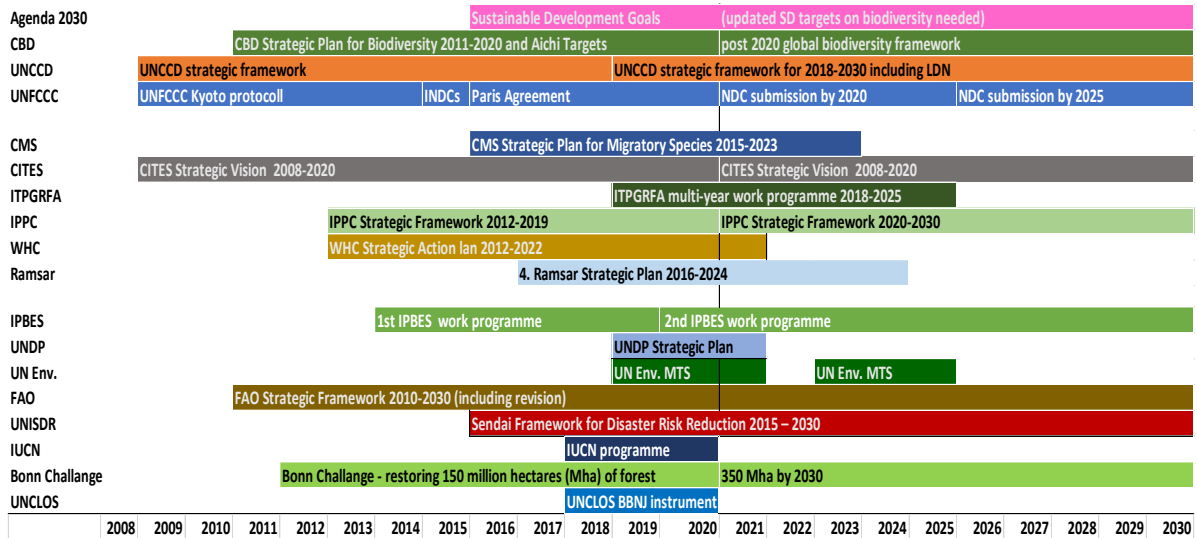 Agenda 2030 Sustainable Development Goals (updated SD targets on biodiversity needed)
CBD CBD Strategic Plan for Biodiversity 2011-2020 and Aichi Targets post 2020 global biodiversity framework
UNCCD UNCCD strategic framework UNCCD strategic framework for 2018-2030 including LDN
UNFCCC UNFCCC Kyoto protocoll INDCs Paris Agreement NDC submission by 2020 NDC submission by 2025
CMS CMS Strategic Plan for Migratory Species 2015-2023
CITES CITES Strategic Vision 2008-2020 CITES Strategic Vision 2008-2020
ITPGRFA ITPGRFA multi-year work programme 2018-2025
IPPC IPPC Strategic Framework 2012-2019 IPPC Strategic Framework 2020-2030
WHC WHC Strategic Action lan 2012-2022
Ramsar 4. Ramsar Strategic Plan 2016-2024
IPBES 1st IPBES work programme 2nd IPBES work programme
UNDP UNDP Strategic Plan
UN Env. UN Env. MTS UN Env. MTS
FAO FAO Strategic Framework 2010-2030 (including revision)
UNISDR Sendai Framework for Disaster Risk Reduction 2015 – 2030
IUCN IUCN programme
Bonn Challange Bonn Challange - restoring 150 million hectares (Mha) of forest 350 Mha by 2030
UNCLOS UNCLOS BBNJ instrument
2008 2009 2010 2011 2012 2013 2014 2015 2016 2017 2018 2019 2020 2021 2022 2023 2024 2025 2026 2027 2028 2029 2030